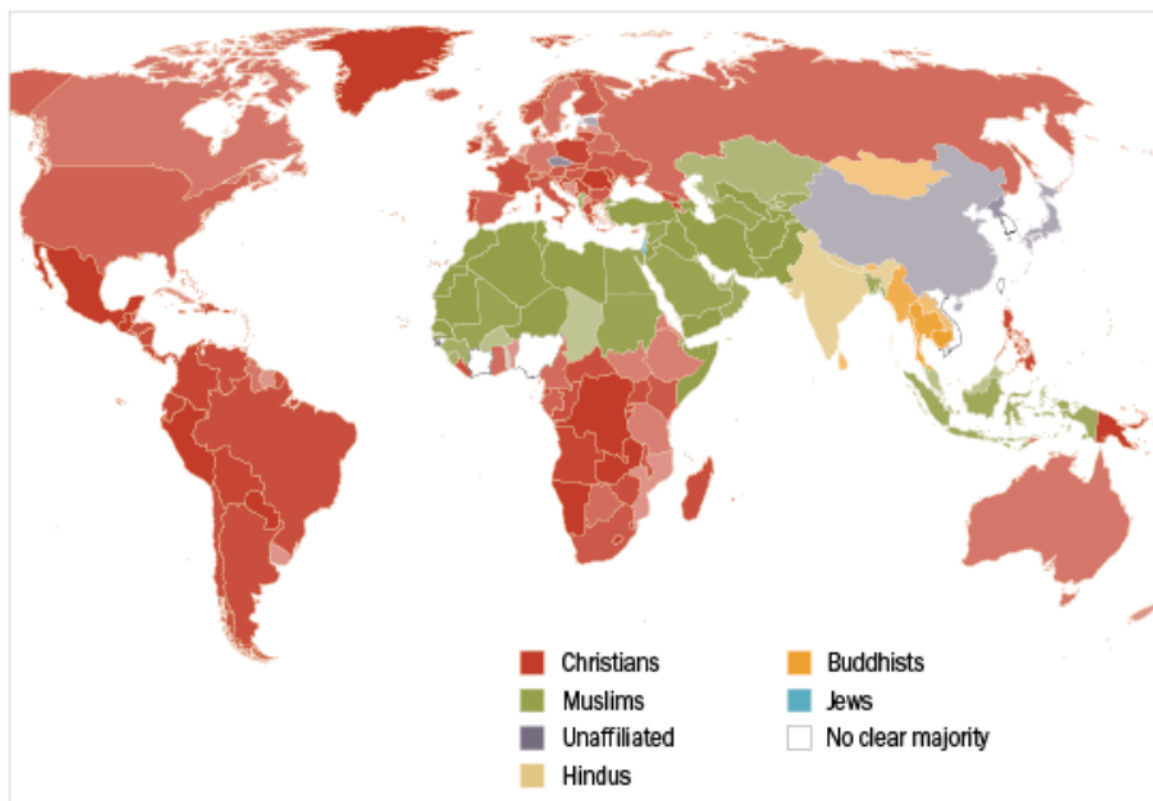 Christians
Muslims
Unaffiliated
Hindus
Buddhists
Jews
No clear majority